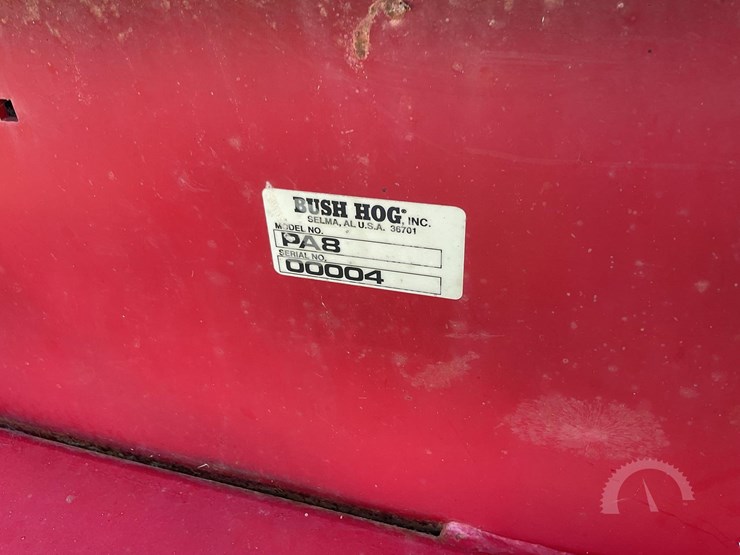 BUSH HOG®, INC.
SELMA, AL U.S.A. 36701
MODEL NO.
PA8
SERIAL NO.
00004